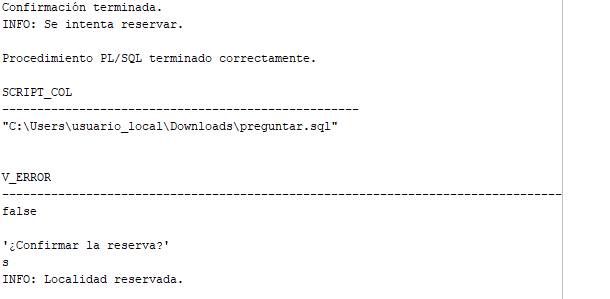 Confirmación terminada.
INFO: Se intenta reservar.
Procedimiento PL/SQL terminado correctamente.
SCRIPT_COL
---------------------------------------------------
"C:\Users\usuario_local\Downloads\preguntar.sql"
V_ERROR
--------------------------------------------------------------------------------
false
'¿Confirmar la reserva?'
s
INFO: Localidad reservada.